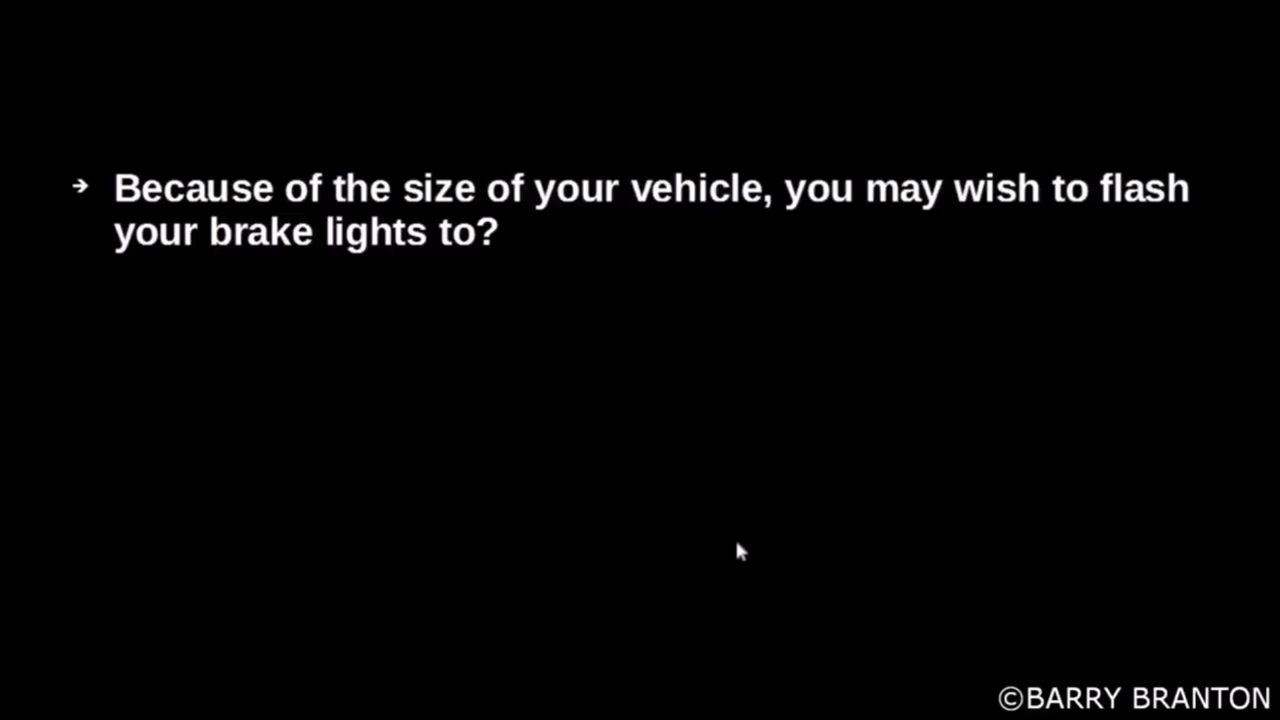 → Because of the size of your vehicle, you may wish to flash
your brake lights to?
©BARRY BRANTON